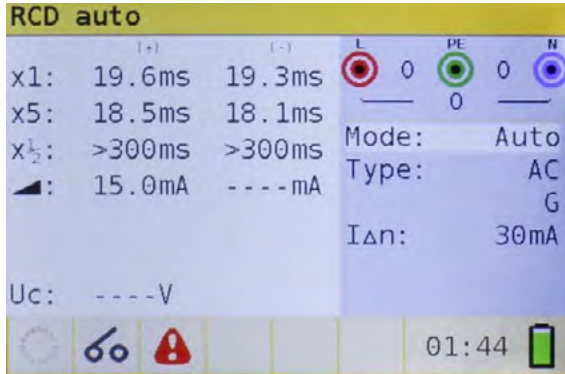 RCD auto
(+) (-) L PE N
x1: 19.6ms 19.3ms 0 0
x5: 18.5ms 18.1ms 0
x½: >300ms >300ms Mode: Auto
◢: 15.0mA ----mA Type: AC
G
I∆n: 30mA
Uc: ----V
01:44